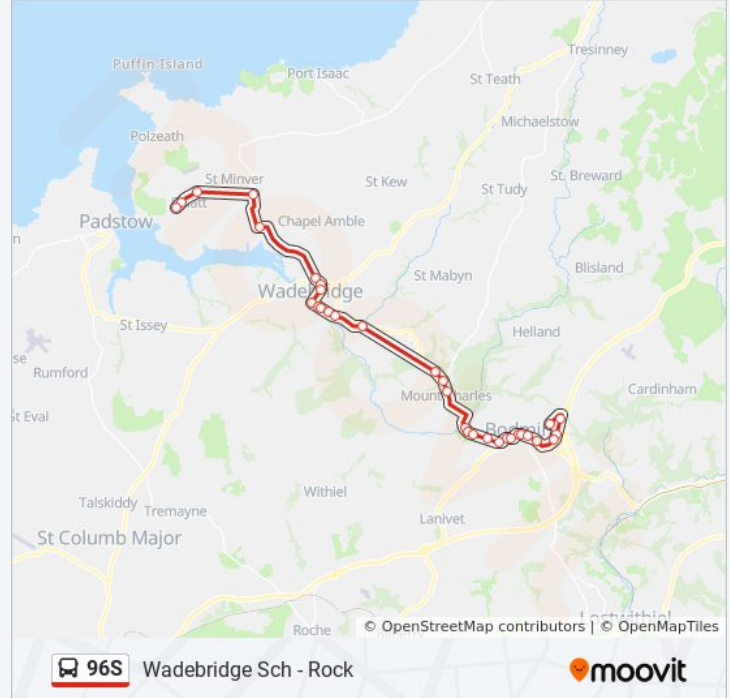 Tresinney
Puffin Island
Port Isaac
St Teath
Michaelstow
Polzeath
St Minver
St Kew
St Tudy
St. Breward
Padstow
Chapel Amble
St Mabyn
Blisland
Wadebridge
St Issey
Helland
Rumford
Cardinham
St Eval
Bodmin
Withiel
Talskiddy
Tremayne
Lanivet
St Columb Major
Roche
Lostwithiel
© OpenStreetMap contributors | © OpenMapTiles
96S Wadebridge Sch - Rock
moovit